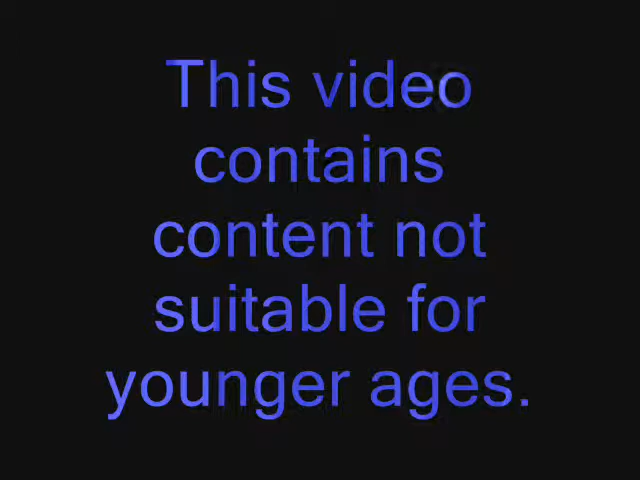 This video
contains
content not
suitable for
younger ages.